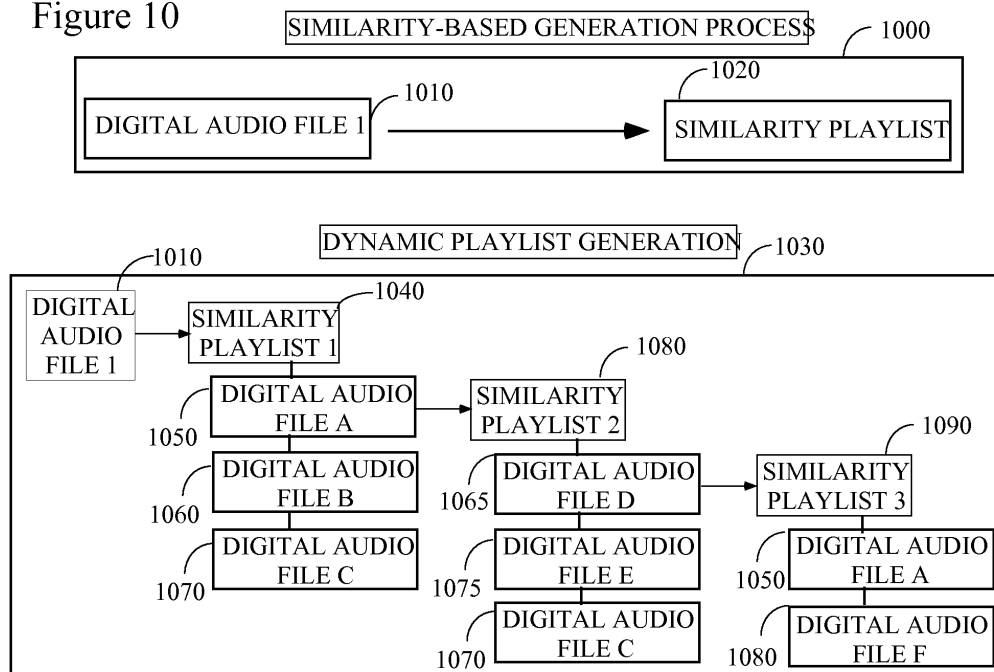 Figure 10
SIMILARITY-BASED GENERATION PROCESS
1000
1010
1020
DIGITAL AUDIO FILE 1
SIMILARITY PLAYLIST
DYNAMIC PLAYLIST GENERATION
1030
1010
DIGITAL
AUDIO
FILE 1
1040
SIMILARITY
PLAYLIST 1
1050
DIGITAL AUDIO
FILE A
1060
DIGITAL AUDIO
FILE B
1070
DIGITAL AUDIO
FILE C
1080
SIMILARITY
PLAYLIST 2
1065
DIGITAL AUDIO
FILE D
1075
DIGITAL AUDIO
FILE E
1070
DIGITAL AUDIO
FILE C
1090
SIMILARITY
PLAYLIST 3
1050
DIGITAL AUDIO
FILE A
1080
DIGITAL AUDIO
FILE F